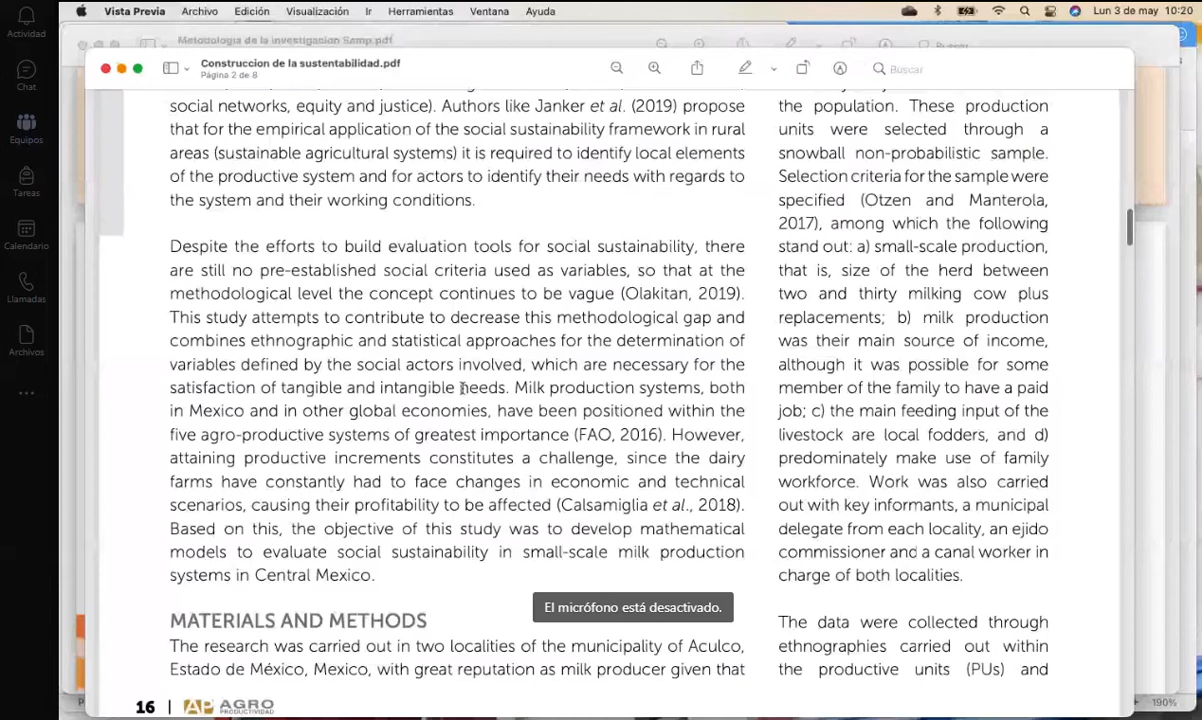 Vista Previa Archivo Edición Visualización Ir Herramientas Ventana Ayuda Lun 3 de may 10:20
Metodologia de la investigacion Samp.pdf
Construccion de la sustentabilidad.pdf
Página 2 de 8
Buscar
Actividad
Chat
Equipos
Tareas
Calendario
Llamadas
Archivos
social networks, equity and justice). Authors like Janker et al. (2019) propose
that for the empirical application of the social sustainability framework in rural
areas (sustainable agricultural systems) it is required to identify local elements
of the productive system and for actors to identify their needs with regards to
the system and their working conditions.
Despite the efforts to build evaluation tools for social sustainability, there
are still no pre-established social criteria used as variables, so that at the
methodological level the concept continues to be vague (Olakitan, 2019).
This study attempts to contribute to decrease this methodological gap and
combines ethnographic and statistical approaches for the determination of
variables defined by the social actors involved, which are necessary for the
satisfaction of tangible and intangible needs. Milk production systems, both
in Mexico and in other global economies, have been positioned within the
five agro-productive systems of greatest importance (FAO, 2016). However,
attaining productive increments constitutes a challenge, since the dairy
farms have constantly had to face changes in economic and technical
scenarios, causing their profitability to be affected (Calsamiglia et al., 2018).
Based on this, the objective of this study was to develop mathematical
models to evaluate social sustainability in small-scale milk production
systems in Central Mexico.
El micrófono está desactivado.
MATERIALS AND METHODS
The research was carried out in two localities of the municipality of Aculco,
Estado de México, Mexico, with great reputation as milk producer given that
16 | AP AGRO
PRODUCTIVIDAD
the population. These production
units were selected through a
snowball non-probabilistic sample.
Selection criteria for the sample were
specified (Otzen and Manterola,
2017), among which the following
stand out: a) small-scale production,
that is, size of the herd between
two and thirty milking cow plus
replacements; b) milk production
was their main source of income,
although it was possible for some
member of the family to have a paid
job; c) the main feeding input of the
livestock are local fodders, and d)
predominately make use of family
workforce. Work was also carried
out with key informants, a municipal
delegate from each locality, an ejido
commissioner and a canal worker in
charge of both localities.
The data were collected through
ethnographies carried out within
the productive units (PUs) and
190%